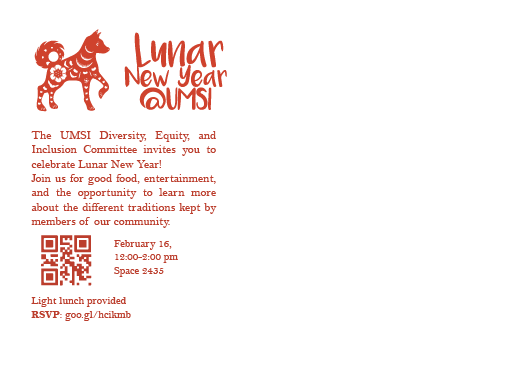 Lunar
New Year
@UMSI
The UMSI Diversity, Equity, and
Inclusion Committee invites you to
celebrate Lunar New Year!
Join us for good food, entertainment,
and the opportunity to learn more
about the different traditions kept by
members of our community.
February 16,
12:00-2:00 pm
Space 2435
Light lunch provided
RSVP: goo.gl/hcikmb